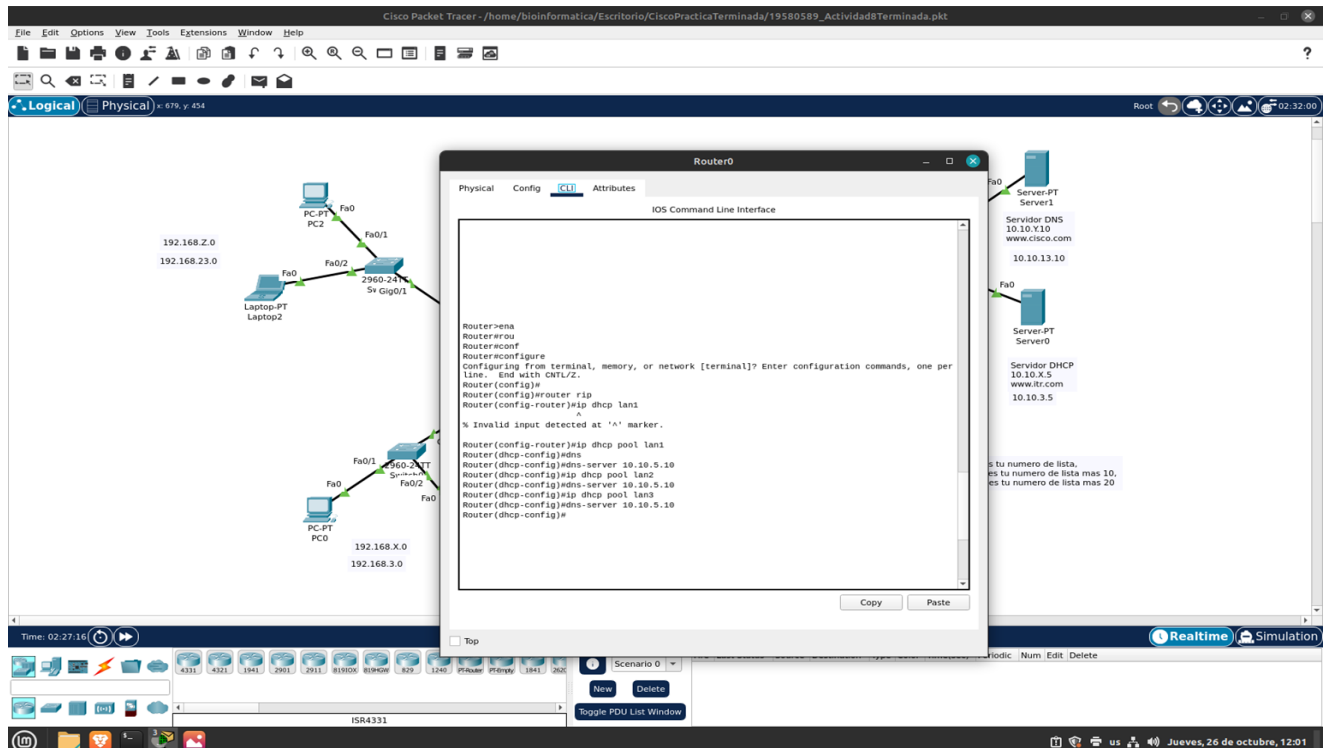 Cisco Packet Tracer - /home/bioinformatica/Escritorio/CiscoPracticaTerminada/19580589_Actividad8Terminada.pkt
File Edit Options View Tools Extensions Window Help
?
Logical Physical x: 679, y: 454
Root 02:32:00
Router0
Physical Config CLI Attributes
IOS Command Line Interface
Router>ena
Router#rou
Router#conf
Router#configure
Configuring from terminal, memory, or network [terminal]? Enter configuration commands, one per
line. End with CNTL/Z.
Router(config)#
Router(config)#router rip
Router(config-router)#ip dhcp lan1
^
% Invalid input detected at '^' marker.
Router(config-router)#ip dhcp pool lan1
Router(dhcp-config)#dns
Router(dhcp-config)#dns-server 10.10.5.10
Router(dhcp-config)#ip dhcp pool lan2
Router(dhcp-config)#dns-server 10.10.5.10
Router(dhcp-config)#ip dhcp pool lan3
Router(dhcp-config)#dns-server 10.10.5.10
Router(dhcp-config)#
Copy Paste
Top
Fa0
PC-PT
PC2
Fa0/1
192.168.Z.0
192.168.23.0
Fa0/2
Fa0
2960-24TT
Gig0/1
Laptop-PT
Laptop2
Fa0/1
2960-24TT
Fa0/2
Fa0
Fa0
PC-PT
PC0
192.168.X.0
192.168.3.0
Fa0
Server-PT
Server1
Servidor DNS
10.10.Y.10
www.cisco.com
10.10.13.10
Fa0
Server-PT
Server0
Servidor DHCP
10.10.X.5
www.itr.com
10.10.3.5
s tu numero de lista,
es tu numero de lista mas 10,
es tu numero de lista mas 20
Time: 02:27:16
Realtime Simulation
4331 4321 1941 2901 2911 819IOX 819HGW 829 1240 PT-Router PT-Empty 1841 262
ISR4331
Scenario 0
New Delete
Toggle PDU List Window
Periodic Num Edit Delete
us Jueves, 26 de octubre, 12:01